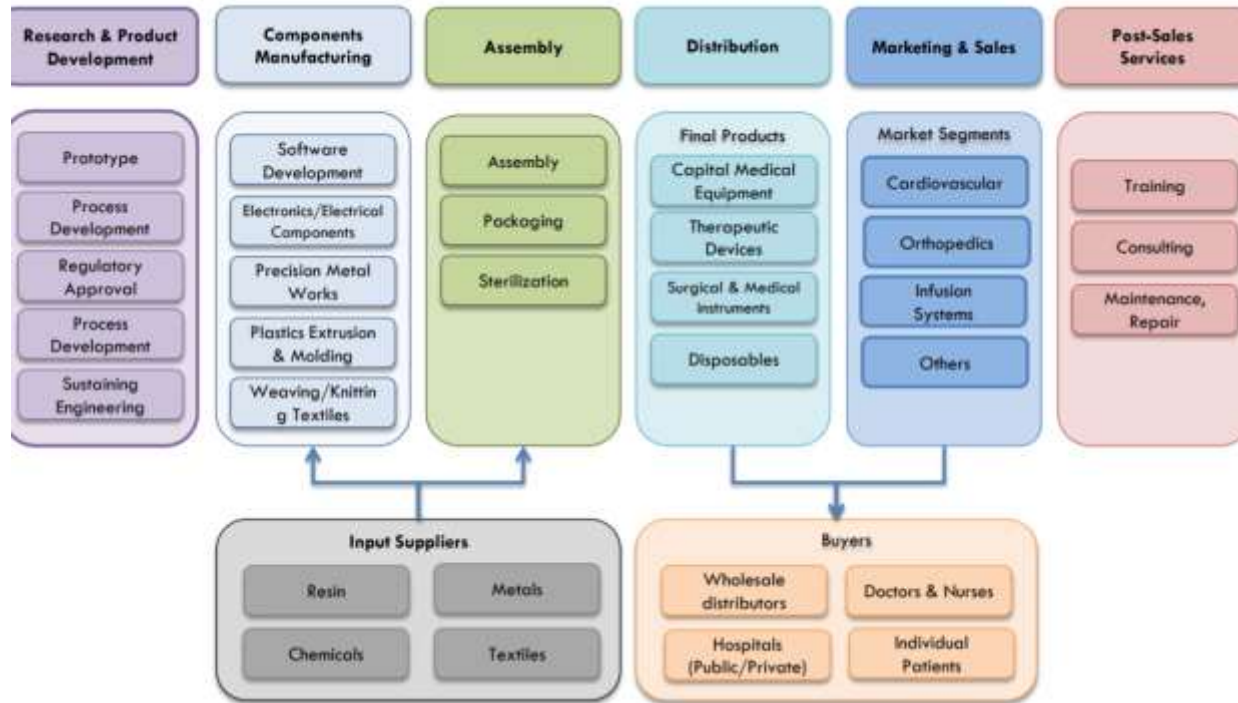 Research & Product
Development
Components
Manufacturing
Assembly
Distribution
Marketing & Sales
Post-Sales
Services
Prototype
Process
Development
Regulatory
Approval
Process
Development
Sustaining
Engineering
Software
Development
Electronics/Electrical
Components
Precision Metal
Works
Plastics Extrusion
& Molding
Weaving/Knittin
g Textiles
Assembly
Packaging
Sterilization
Final Products
Capital Medical
Equipment
Therapeutic
Devices
Surgical & Medical
Instruments
Disposables
Market Segments
Cardiovascular
Orthopedics
Infusion
Systems
Others
Training
Consulting
Maintenance,
Repair
Input Suppliers
Resin
Metals
Chemicals
Textiles
Buyers
Wholesale
distributors
Doctors & Nurses
Hospitals
(Public/Private)
Individual
Patients